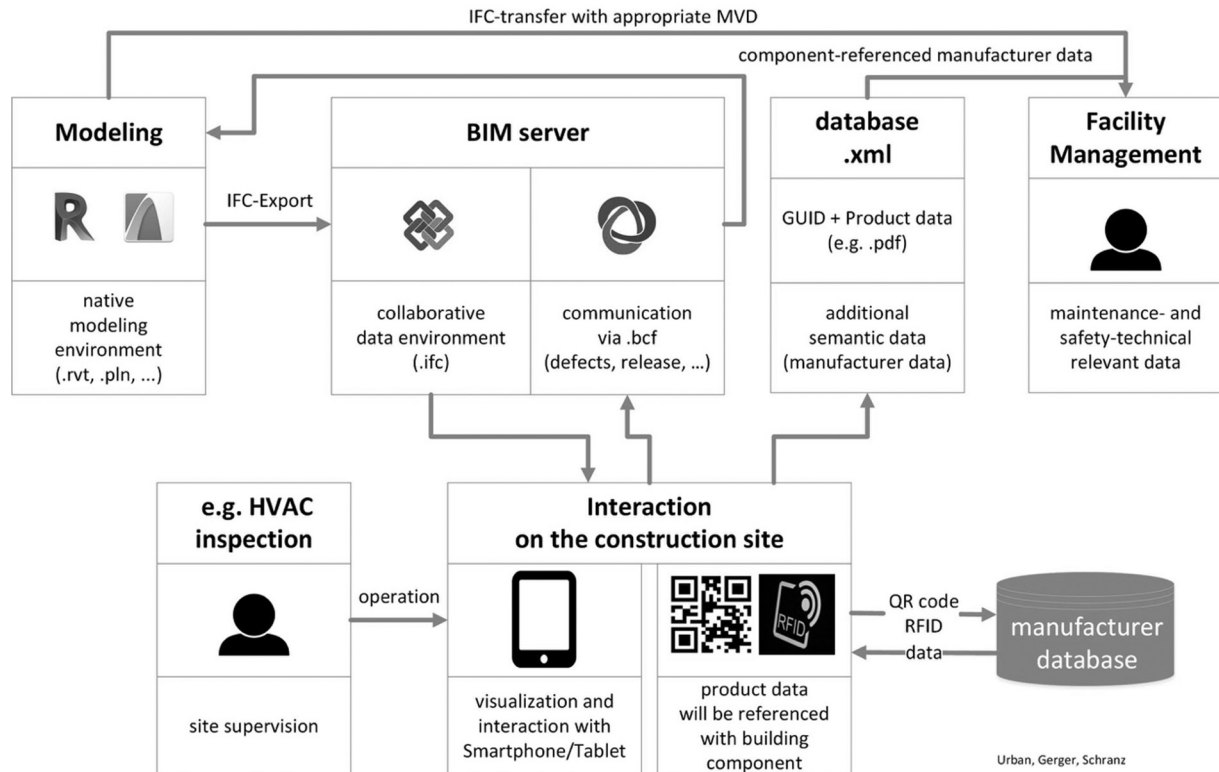 IFC-transfer with appropriate MVD
component-referenced manufacturer data
Modeling
IFC-Export
native
modeling
environment
(.rvt, .pln, ...)
BIM server
collaborative
data environment
(.ifc)
communication
via .bcf
(defects, release, ...)
database
.xml
GUID + Product data
(e.g. .pdf)
additional
semantic data
(manufacturer data)
Facility
Management
maintenance- and
safety-technical
relevant data
e.g. HVAC
inspection
site supervision
operation
Interaction
on the construction site
visualization and
interaction with
Smartphone/Tablet
RFID
product data
will be referenced
with building
component
QR code
RFID
data
manufacturer
database
Urban, Gerger, Schranz